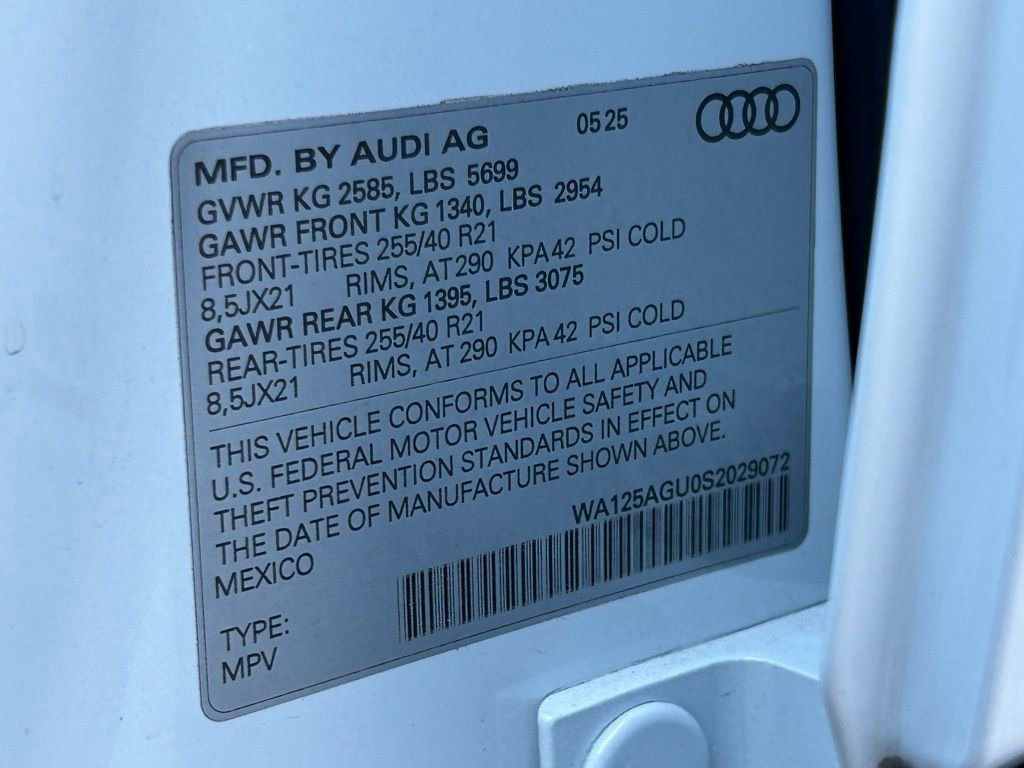 MFD. BY AUDI AG 05 25
GVWR KG 2585, LBS 5699
GAWR FRONT KG 1340, LBS 2954
FRONT-TIRES 255/40 R21
8,5JX21 RIMS, AT 290 KPA 42 PSI COLD
GAWR REAR KG 1395, LBS 3075
REAR-TIRES 255/40 R21
8,5JX21 RIMS, AT 290 KPA 42 PSI COLD
THIS VEHICLE CONFORMS TO ALL APPLICABLE
U.S. FEDERAL MOTOR VEHICLE SAFETY AND
THEFT PREVENTION STANDARDS IN EFFECT ON
THE DATE OF MANUFACTURE SHOWN ABOVE.
MEXICO WA125AGU0S2029072
TYPE:
MPV